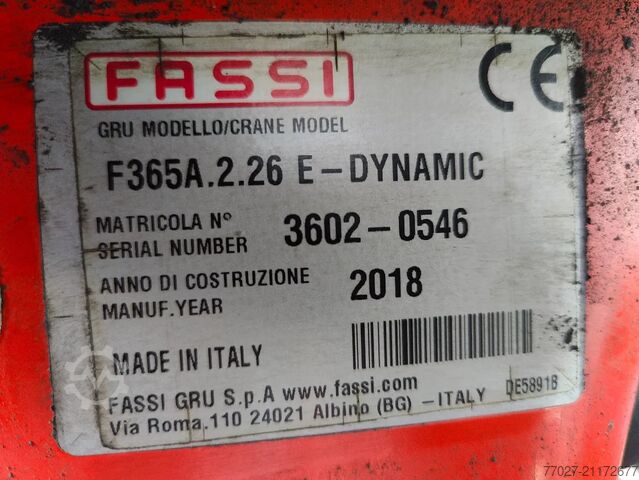 FASSI
CE
GRU MODELLO/CRANE MODEL
F365A.2.26 E-DYNAMIC
MATRICOLA N°
SERIAL NUMBER 3602-0546
ANNO DI COSTRUZIONE
MANUF.YEAR 2018
MADE IN ITALY
FASSI GRU S.p.A www.fassi.com DE5891B
Via Roma.110 24021 Albino (BG) -ITALY
77027-21172677